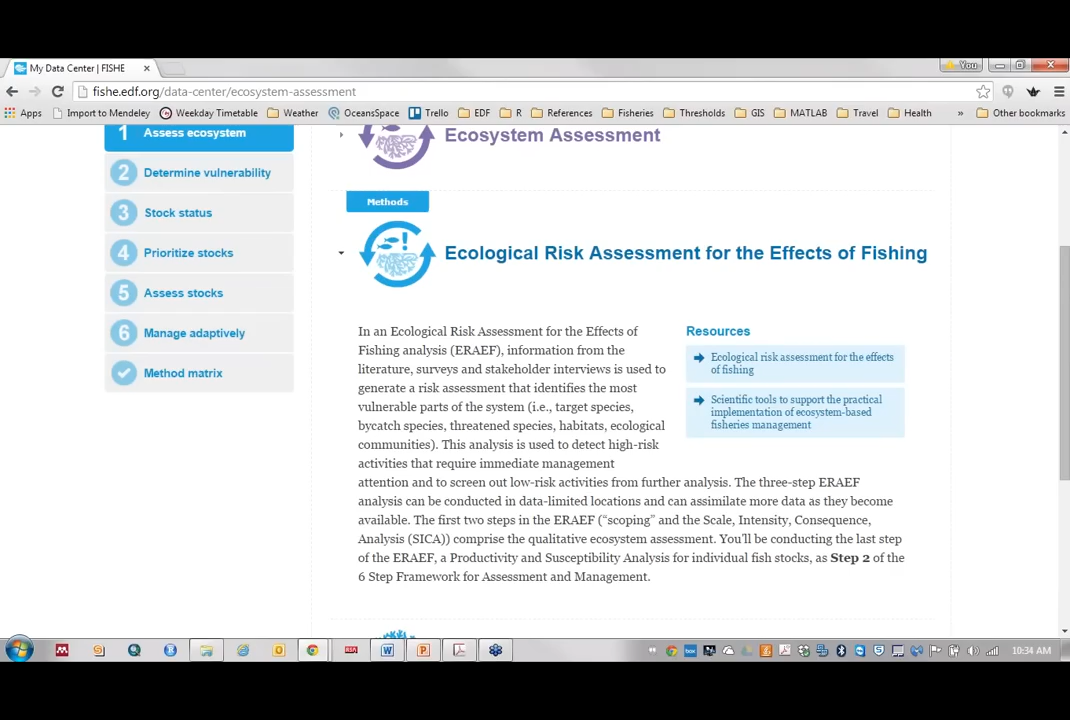 My Data Center | FISHE
You
fishe.edf.org/data-center/ecosystem-assessment
Apps Import to Mendeley Weekday Timetable Weather OceansSpace Trello EDF R References Fisheries Thresholds GIS MATLAB Travel Health » Other bookmarks
1 Assess ecosystem
2 Determine vulnerability
3 Stock status
4 Prioritize stocks
5 Assess stocks
6 Manage adaptively
Method matrix
Ecosystem Assessment
Methods
Ecological Risk Assessment for the Effects of Fishing
In an Ecological Risk Assessment for the Effects of
Fishing analysis (ERAEF), information from the
literature, surveys and stakeholder interviews is used to
generate a risk assessment that identifies the most
vulnerable parts of the system (i.e., target species,
bycatch species, threatened species, habitats, ecological
communities). This analysis is used to detect high-risk
activities that require immediate management
attention and to screen out low-risk activities from further analysis. The three-step ERAEF
analysis can be conducted in data-limited locations and can assimilate more data as they become
available. The first two steps in the ERAEF (“scoping” and the Scale, Intensity, Consequence,
Analysis (SICA)) comprise the qualitative ecosystem assessment. You’ll be conducting the last step
of the ERAEF, a Productivity and Susceptibility Analysis for individual fish stocks, as Step 2 of the
6 Step Framework for Assessment and Management.
Resources
Ecological risk assessment for the effects
of fishing
Scientific tools to support the practical
implementation of ecosystem-based
fisheries management
10:34 AM